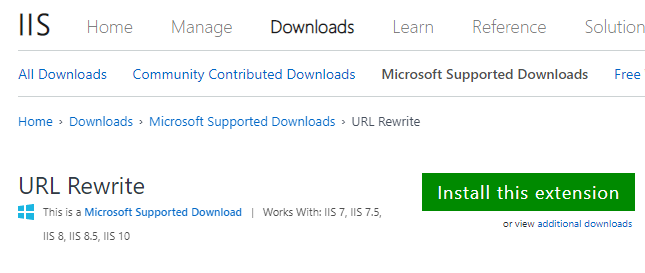 IIS Home Manage Downloads Learn Reference Solution
All Downloads Community Contributed Downloads Microsoft Supported Downloads Free
Home › Downloads › Microsoft Supported Downloads › URL Rewrite
URL Rewrite
Install this extension
This is a Microsoft Supported Download | Works With: IIS 7, IIS 7.5,
IIS 8, IIS 8.5, IIS 10
or view additional downloads